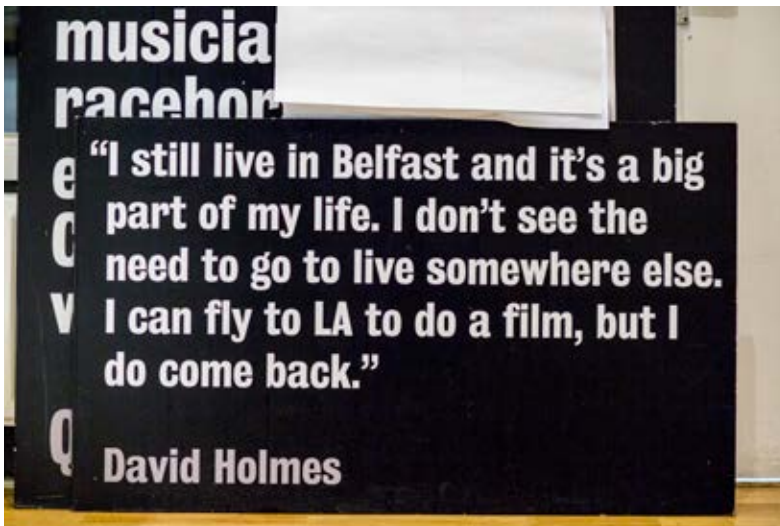 musicia
racehor
e
v
Q
“I still live in Belfast and it’s a big
part of my life. I don’t see the
need to go to live somewhere else.
I can fly to LA to do a film, but I
do come back.”
David Holmes